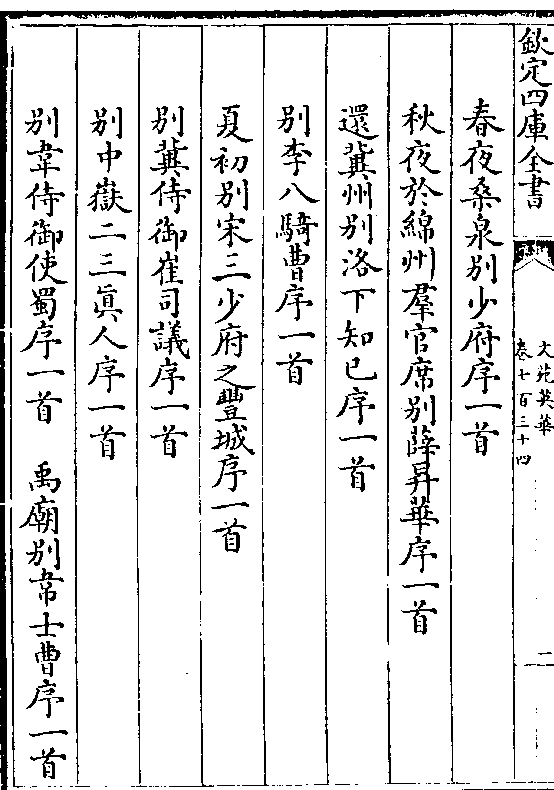 欽定四庫全書
文苑英華
卷七百三十四
二
春夜桑泉別少府序一首
秋夜於綿州羣官席別薛昇華序一首
還冀州別洛下知已序一首
別李八騎曹序一首
夏初別宋三少府之豐城序一首
別冀侍御崔司議序一首
別中嶽二三眞人序一首
別韋侍御使蜀序一首 禹廟別韋士曹序一首